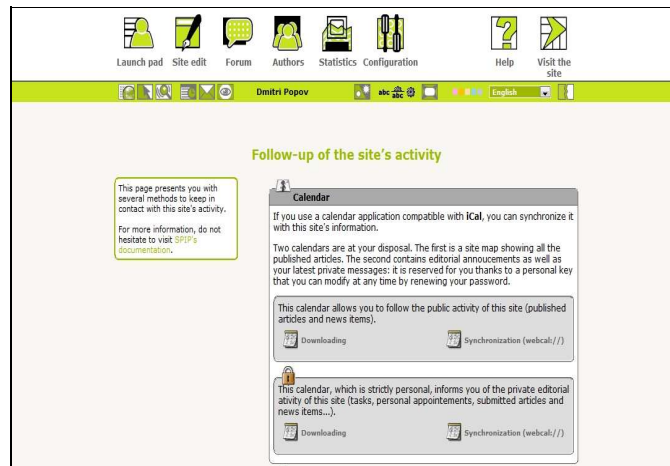 Launch pad Site edit Forum Authors Statistics Configuration Help Visit the
site
Dmitri Popov abc abc abc English
Follow-up of the site's activity
This page presents you with
several methods to keep in
contact with this site's activity.
For more information, do not
hesitate to visit SPIP's
documentation.
Calendar
If you use a calendar application compatible with iCal, you can synchronize it
with this site's information.
Two calendars are at your disposal. The first is a site map showing all the
published articles. The second contains editorial annoucements as well as
your latest private messages: it is reserved for you thanks to a personal key
that you can modify at any time by renewing your password.
This calendar allows you to follow the public activity of this site (published
articles and news items).
Downloading Synchronization (webcal://)
This calendar, which is strictly personal, informs you of the private editorial
ativity of this site (tasks, personal appointements, submitted articles and
news items...).
Downloading Synchronization (webcal://)